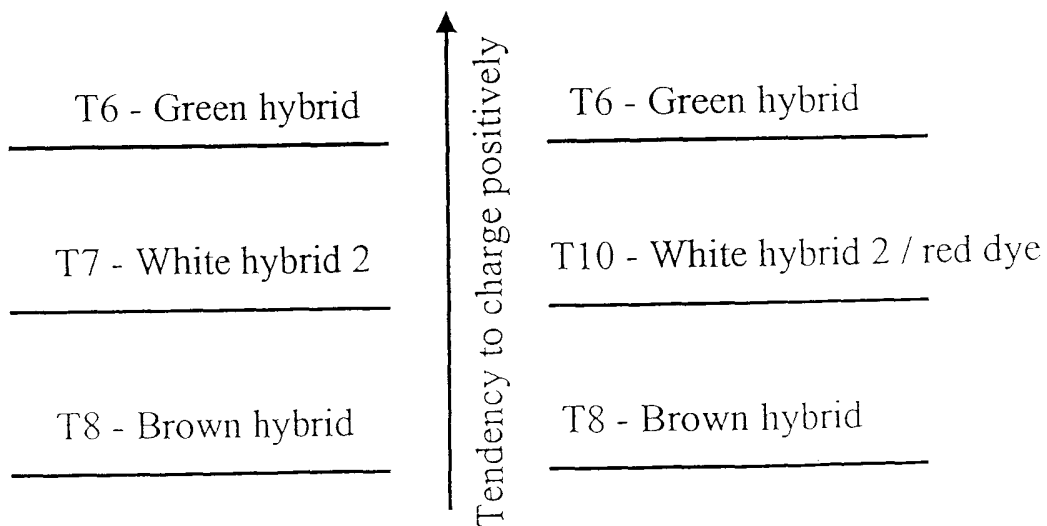 T6 - Green hybrid
T7 - White hybrid 2
T8 - Brown hybrid
Tendency to charge positively
T6 - Green hybrid
T10 - White hybrid 2 / red dye
T8 - Brown hybrid